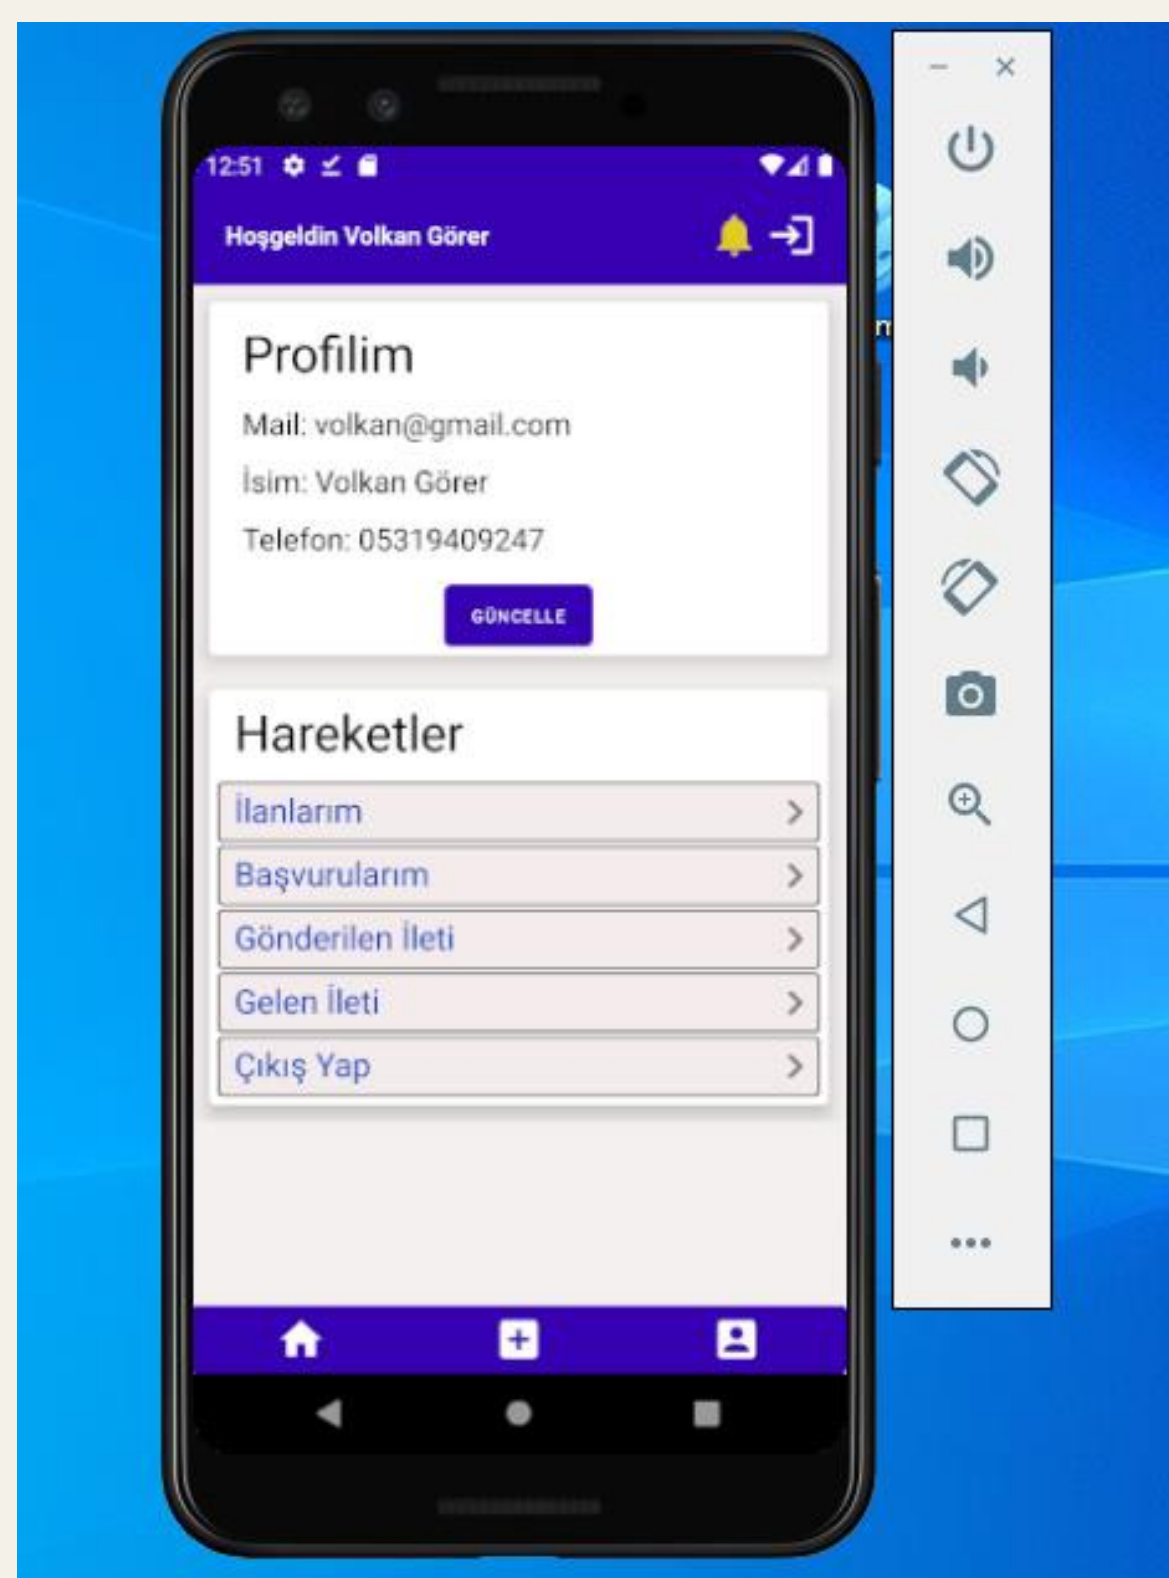 12:51
Hoşgeldin Volkan Görer
Profilim
Mail: volkan@gmail.com
İsim: Volkan Görer
Telefon: 05319409247
GÜNCELLE
Hareketler
İlanlarım
Başvurularım
Gönderilen İleti
Gelen İleti
Çıkış Yap